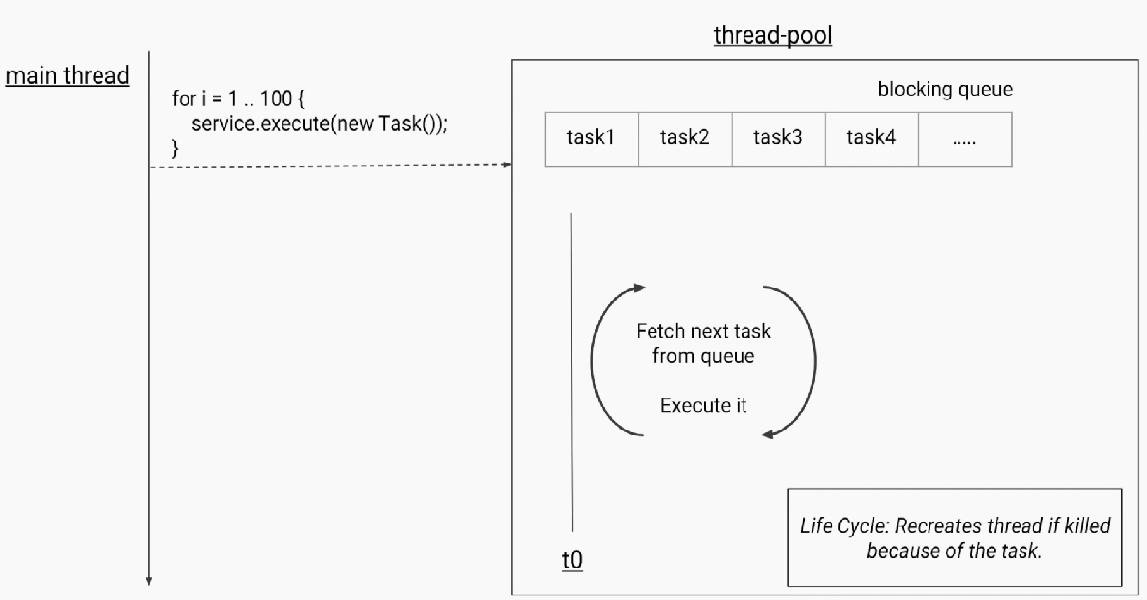 thread-pool
main thread
for i = 1 .. 100 {
service.execute(new Task());
}
blocking queue
task1 task2 task3 task4 .....
Fetch next task
from queue
Execute it
t0
Life Cycle: Recreates thread if killed
because of the task.